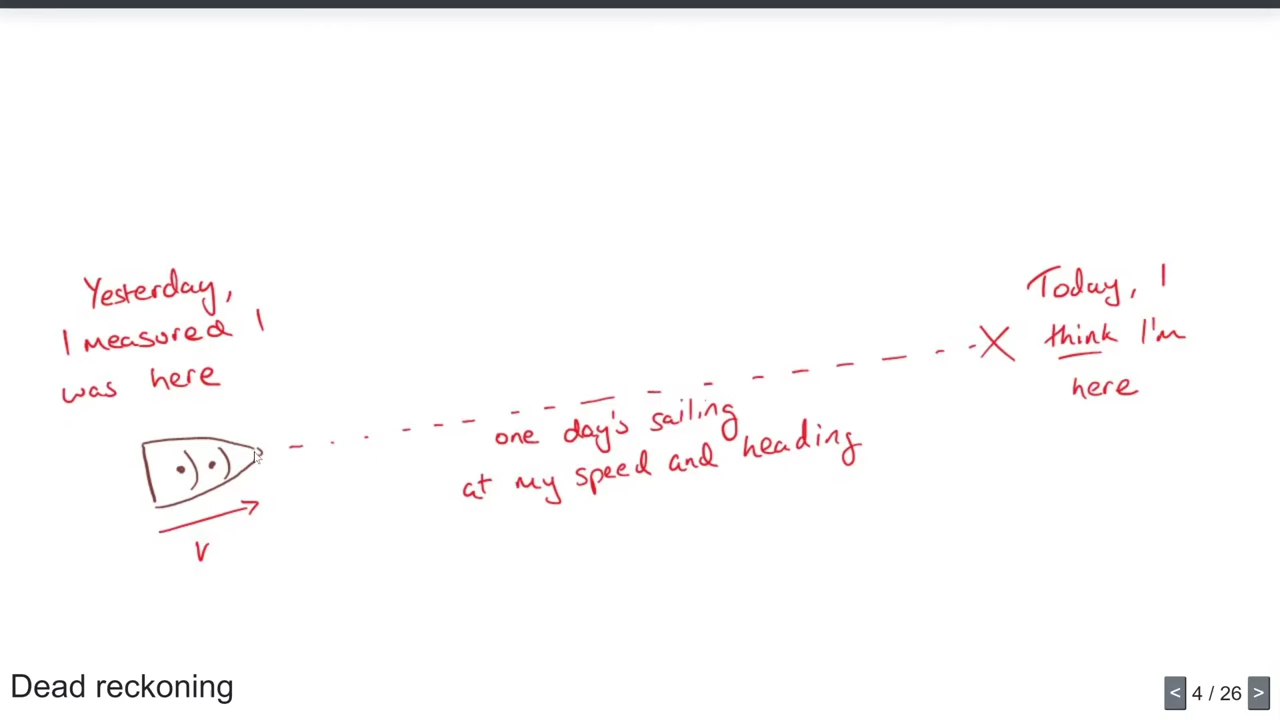 Yesterday,
I measured I
was here
Today, I
think I'm
here
one day's sailing
at my speed and heading
v
Dead reckoning
< 4 / 26 >